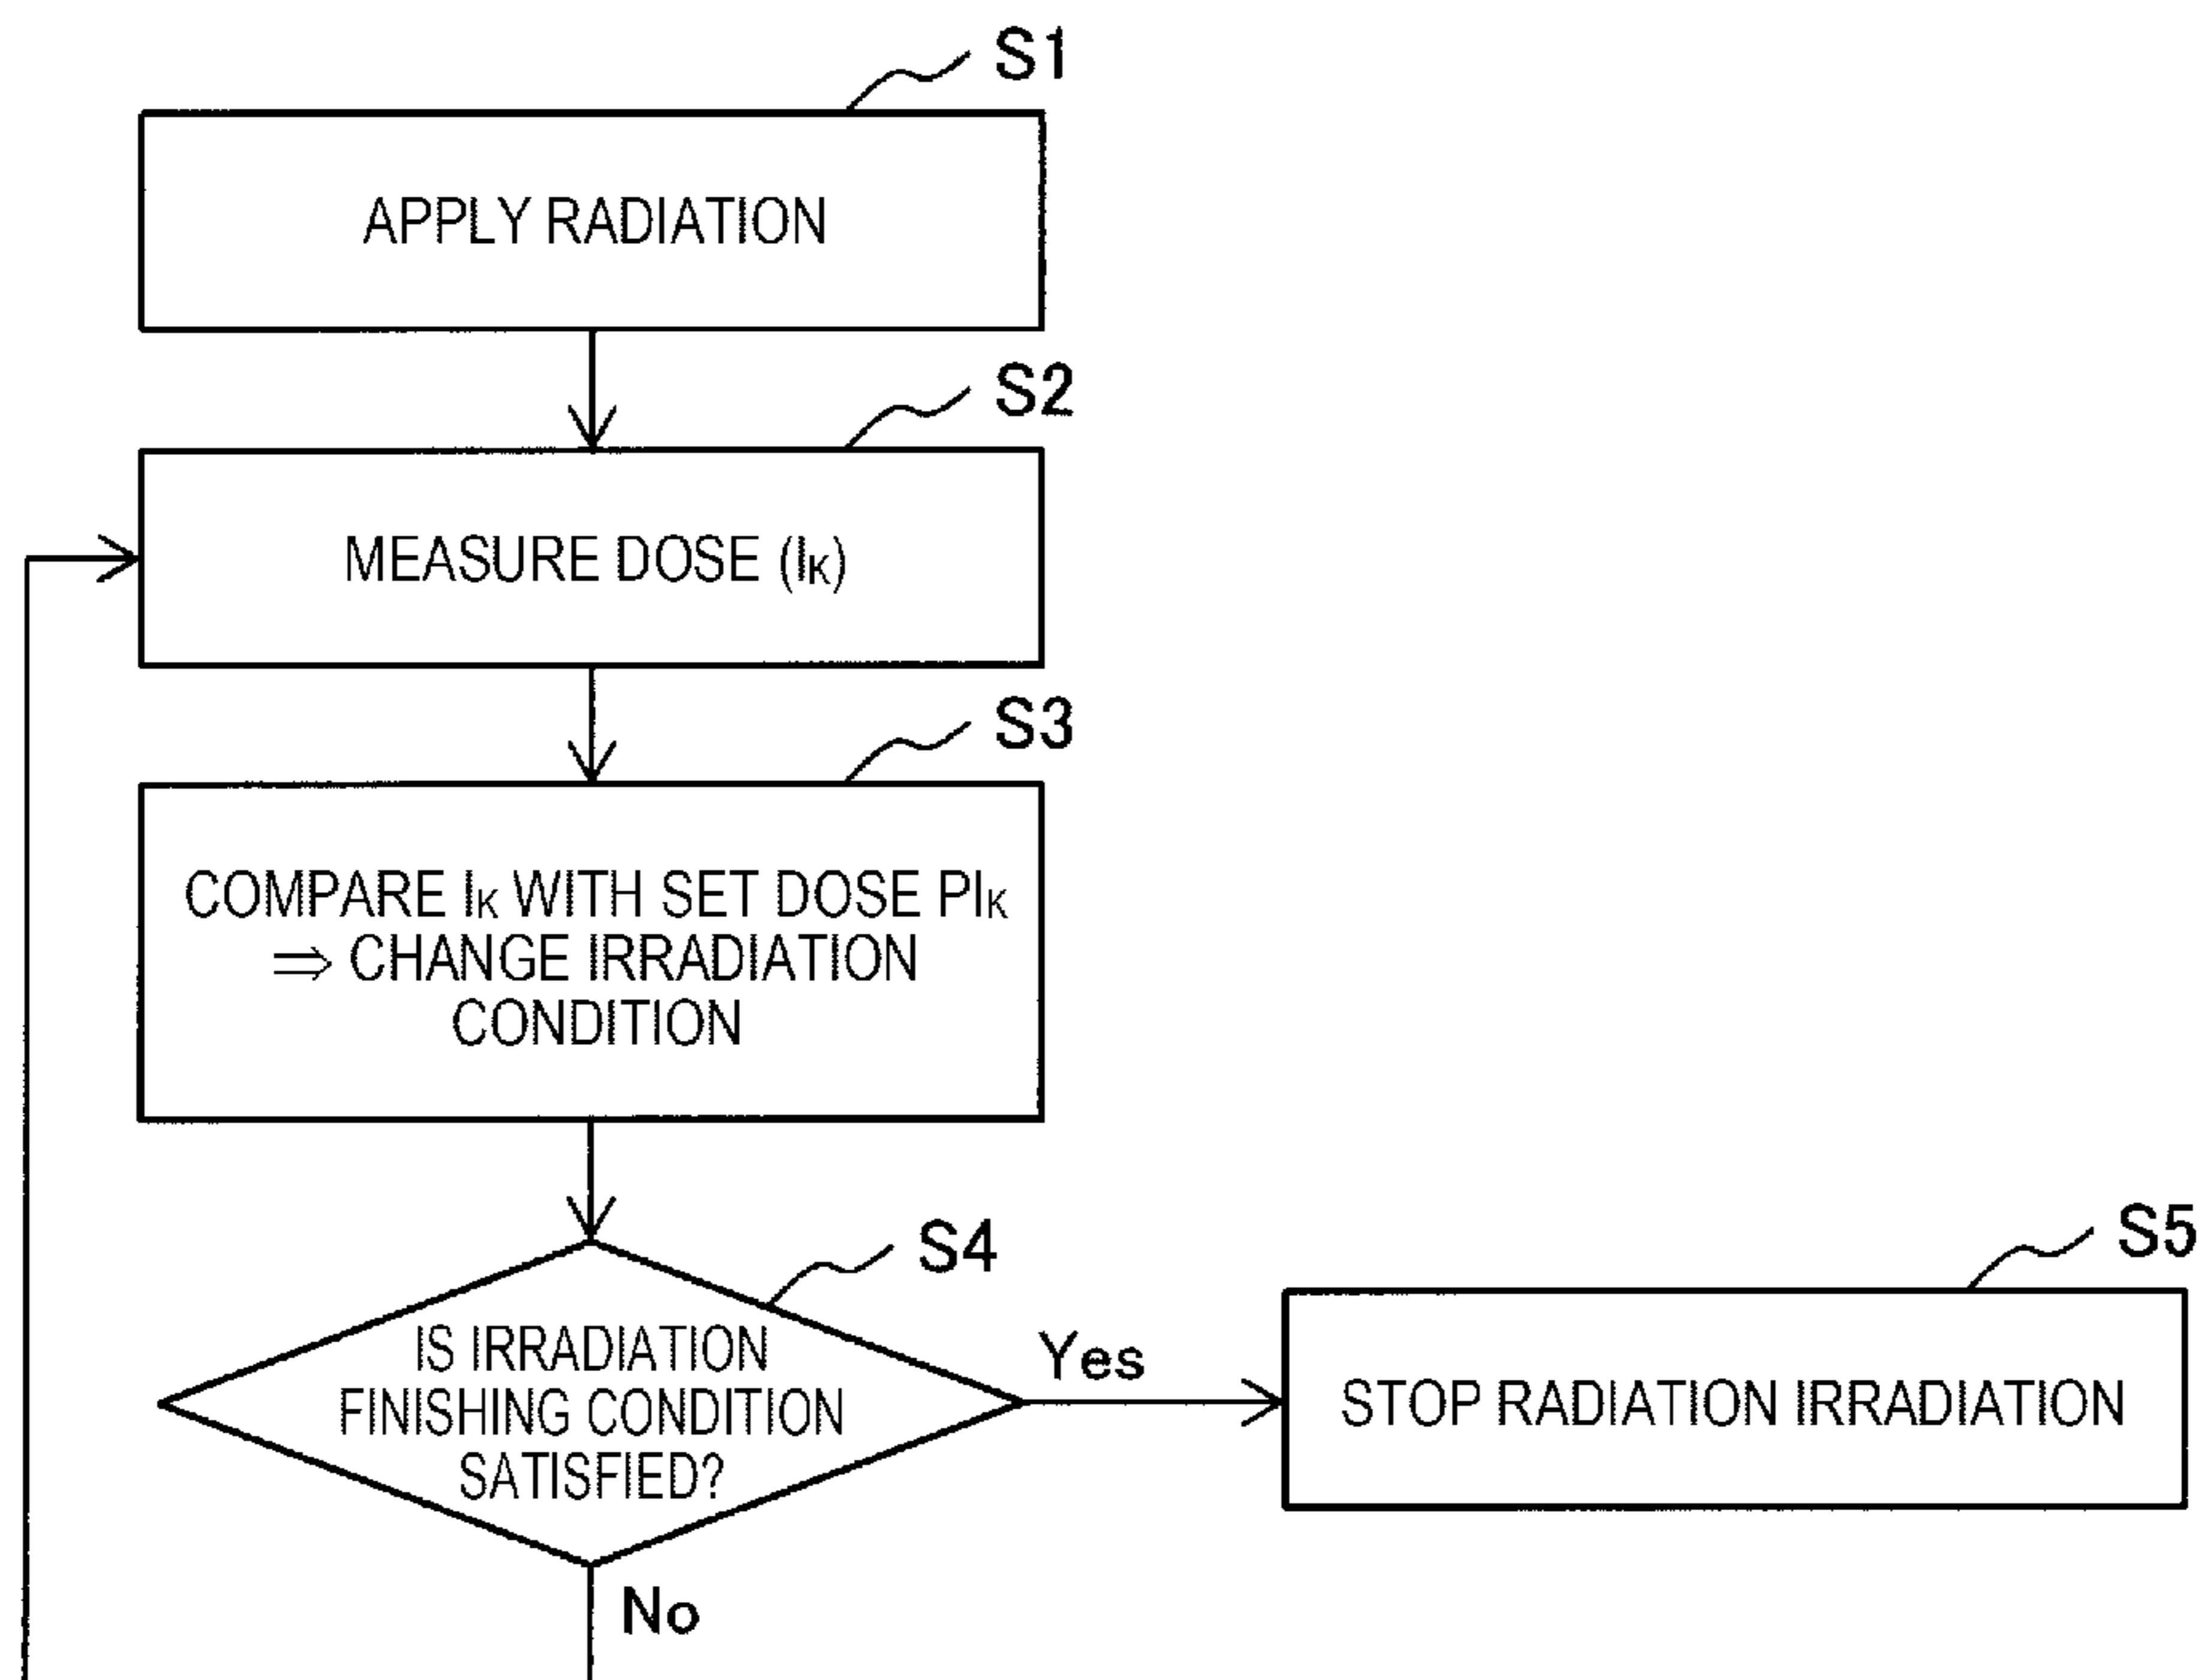 S1
APPLY RADIATION
S2
MEASURE DOSE (IK)
S3
COMPARE IK WITH SET DOSE PIK
⇒ CHANGE IRRADIATION
CONDITION
S4
IS IRRADIATION
FINISHING CONDITION
SATISFIED?
Yes
No
S5
STOP RADIATION IRRADIATION